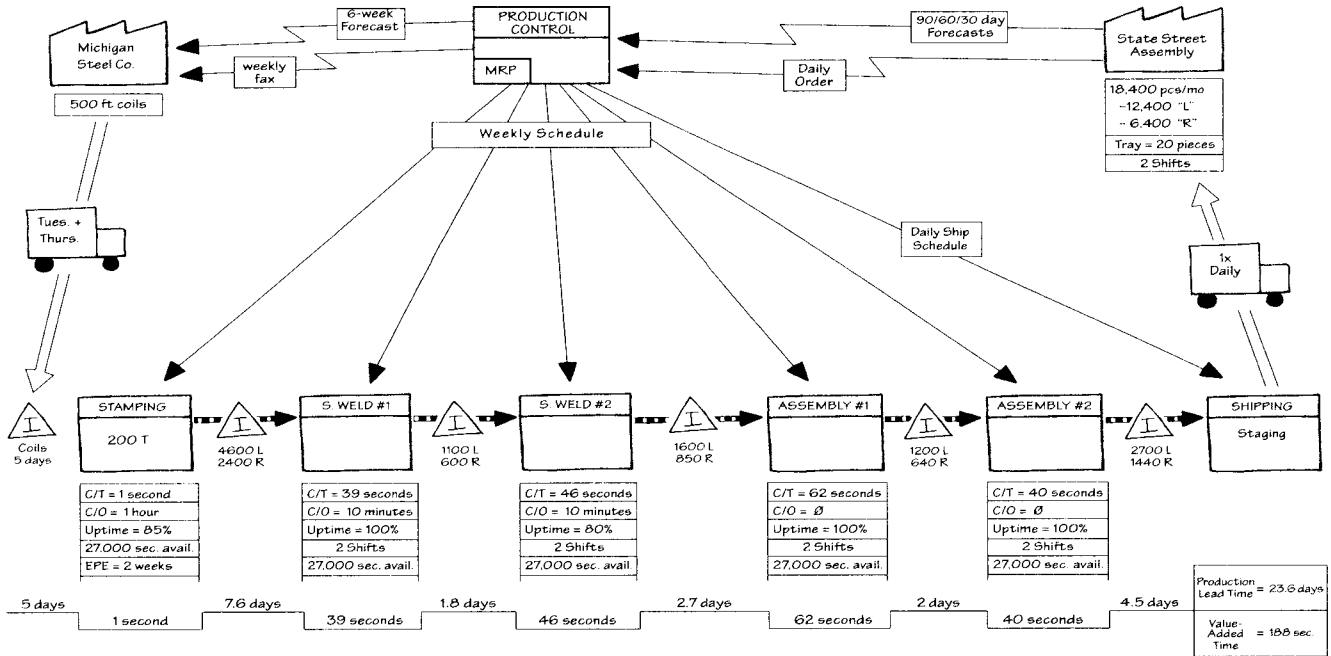 Michigan
Steel Co.
500 ft coils
6-week
Forecast
weekly
fax
PRODUCTION
CONTROL
MRP
90/60/30 day
Forecasts
Daily
Order
State Street
Assembly
18,400 pcs/mo
-12,400 "L"
- 6,400 "R"
Tray = 20 pieces
2 Shifts
Weekly Schedule
Tues. +
Thurs.
Daily Ship
Schedule
1x
Daily
I
Coils
5 days
STAMPING
200 T
I
4600 L
2400 R
S. WELD #1
I
1100 L
600 R
S. WELD #2
I
1600 L
850 R
ASSEMBLY #1
I
1200 L
640 R
ASSEMBLY #2
I
2700 L
1440 R
SHIPPING
Staging
C/T = 1 second
C/O = 1 hour
Uptime = 85%
27,000 sec. avail.
EPE = 2 weeks
C/T = 39 seconds
C/O = 10 minutes
Uptime = 100%
2 Shifts
27,000 sec. avail.
C/T = 46 seconds
C/O = 10 minutes
Uptime = 80%
2 Shifts
27,000 sec. avail.
C/T = 62 seconds
C/O = Ø
Uptime = 100%
2 Shifts
27,000 sec. avail.
C/T = 40 seconds
C/O = Ø
Uptime = 100%
2 Shifts
27,000 sec. avail.
5 days
1 second
7.6 days
39 seconds
1.8 days
46 seconds
2.7 days
62 seconds
2 days
40 seconds
4.5 days
Production
Lead Time = 23.6 days
Value-
Added = 188 sec.
Time